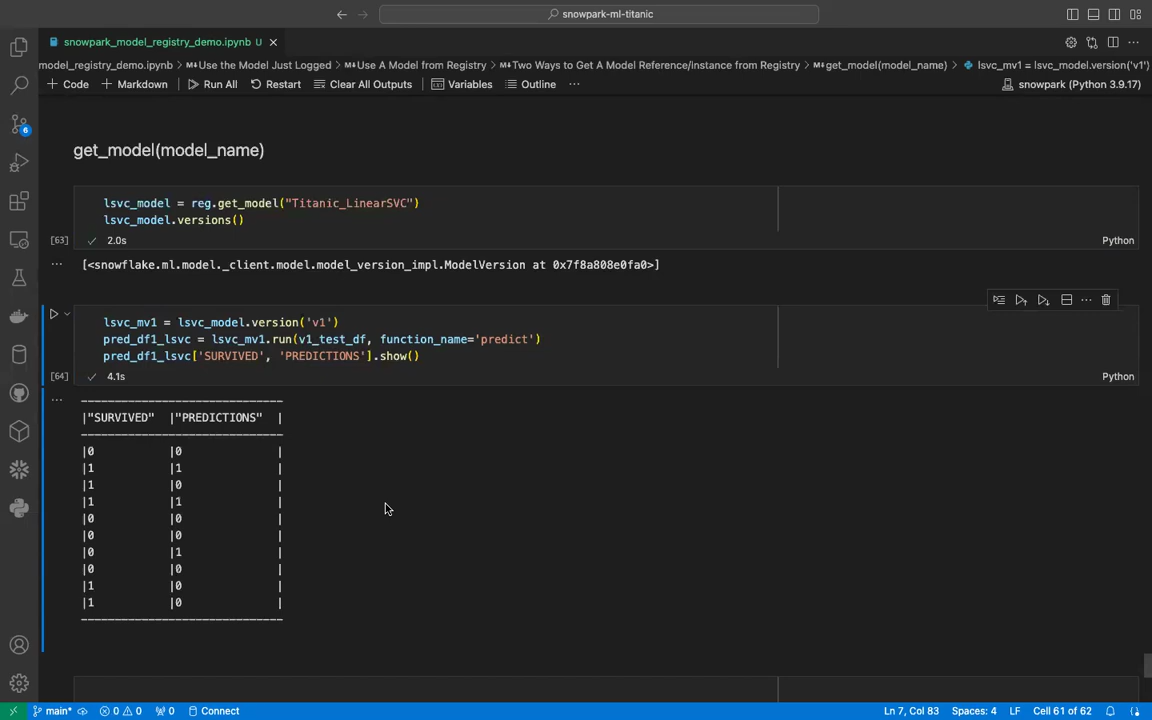 snowpark-ml-titanic
snowpark_model_registry_demo.ipynb U
model_registry_demo.ipynb > Use the Model Just Logged > Use A Model from Registry > Two Ways to Get A Model Reference/Instance from Registry > get_model(model_name) > lsvc_mv1 = lsvc_model.version('v1')
+ Code + Markdown Run All Restart Clear All Outputs Variables Outline ... snowpark (Python 3.9.17)
6
get_model(model_name)
lsvc_model = reg.get_model("Titanic_LinearSVC")
lsvc_model.versions()
[63] 2.0s Python
[<snowflake.ml.model._client.model.model_version_impl.ModelVersion at 0x7f8a808e0fa0>]
lsvc_mv1 = lsvc_model.version('v1')
pred_df1_lsvc = lsvc_mv1.run(v1_test_df, function_name='predict')
pred_df1_lsvc['SURVIVED', 'PREDICTIONS'].show()
[64] 4.1s Python
------------------------------
|"SURVIVED" |"PREDICTIONS" |
------------------------------
|0 |0 |
|1 |1 |
|1 |0 |
|1 |1 |
|0 |0 |
|0 |0 |
|0 |1 |
|0 |0 |
|1 |0 |
|1 |0 |
------------------------------
main* 0 0 0 Connect Ln 7, Col 83 Spaces: 4 LF Cell 61 of 62